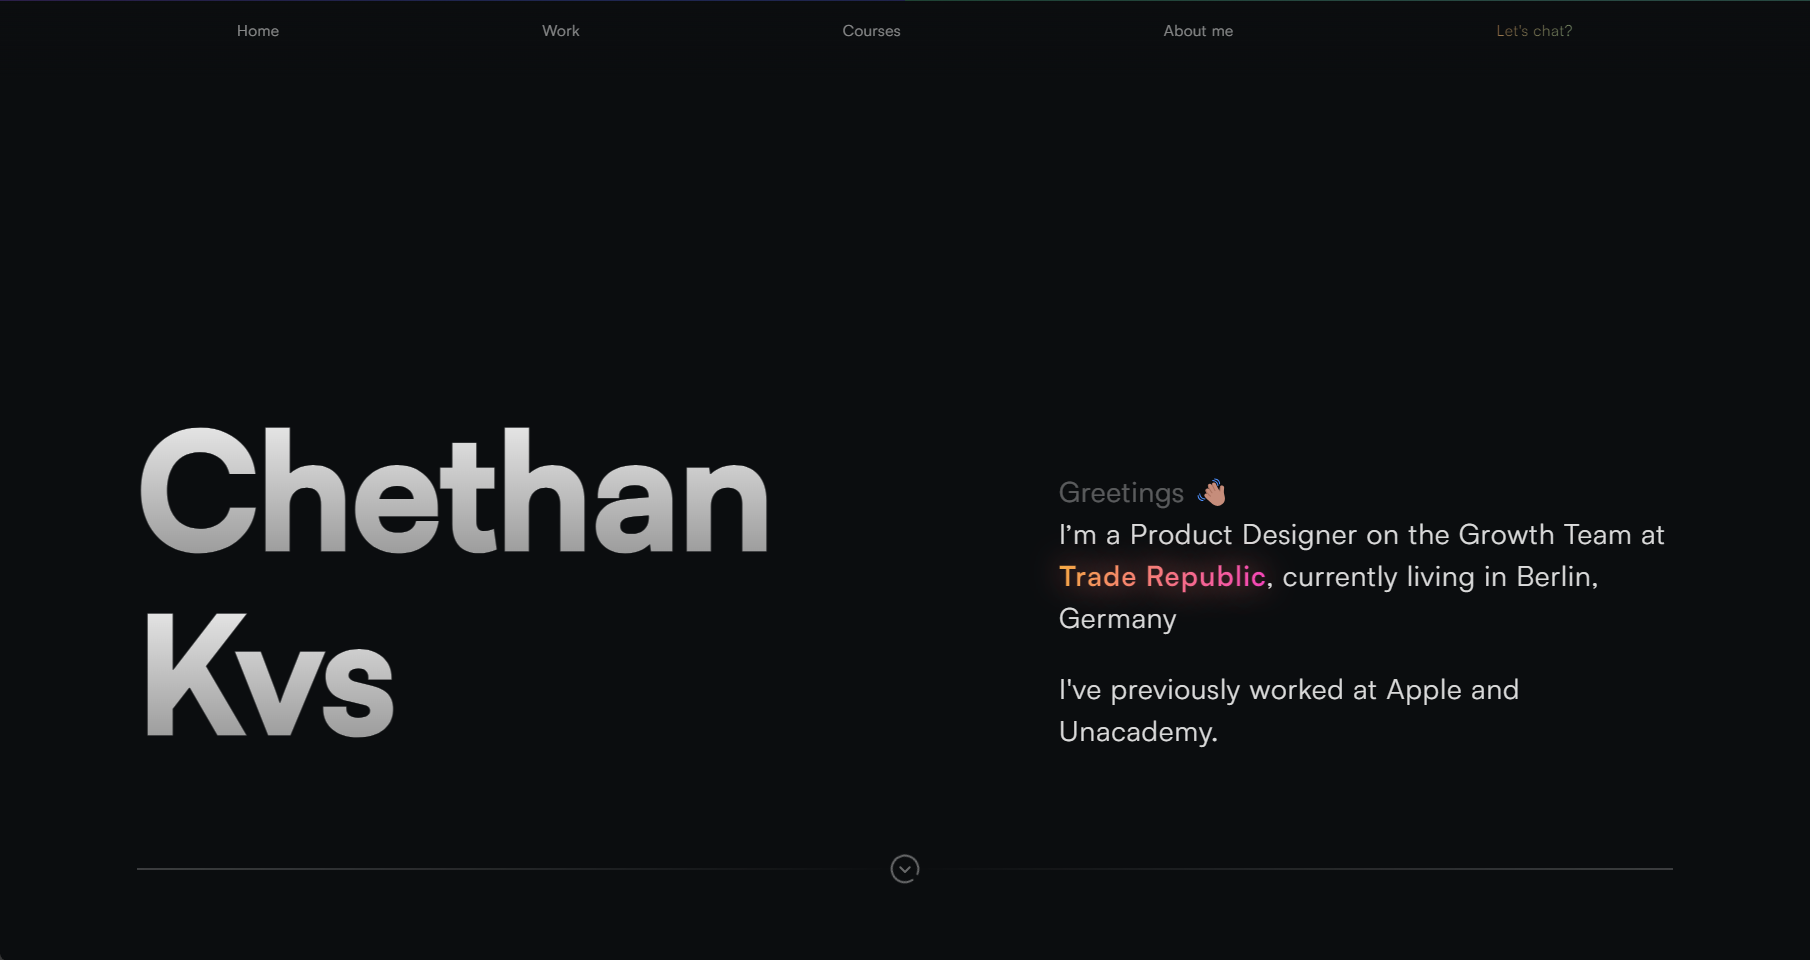 Home
Work
Courses
About me
Let's chat?
Chethan
Kvs
Greetings 👋🏽
I’m a Product Designer on the Growth Team at
Trade Republic, currently living in Berlin,
Germany
I've previously worked at Apple and
Unacademy.